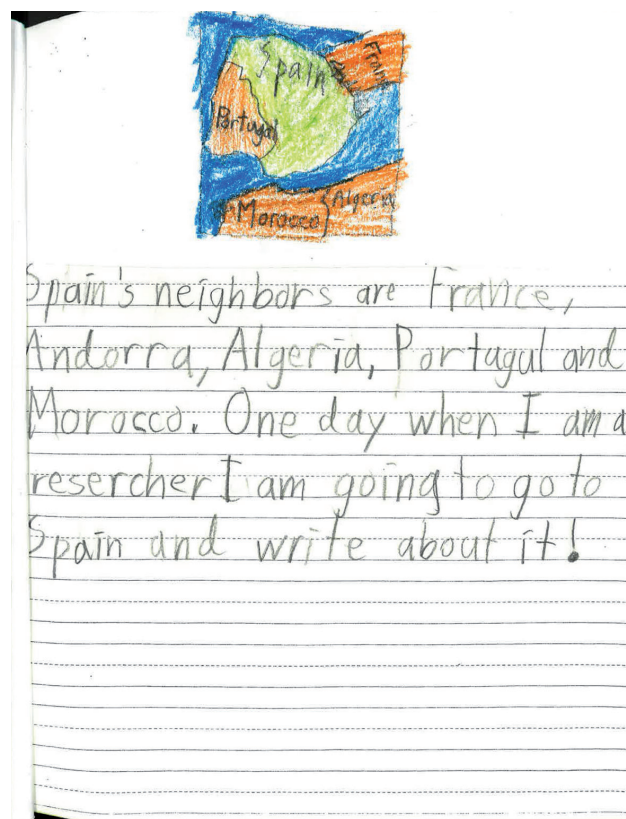 Spain
France
Portugal
Morocco
Algeria
Spain's neighbors are France,
Andorra, Algeria, Portugul and
Morocco. One day when I am a
resercher I am going to go to
Spain and write about it!